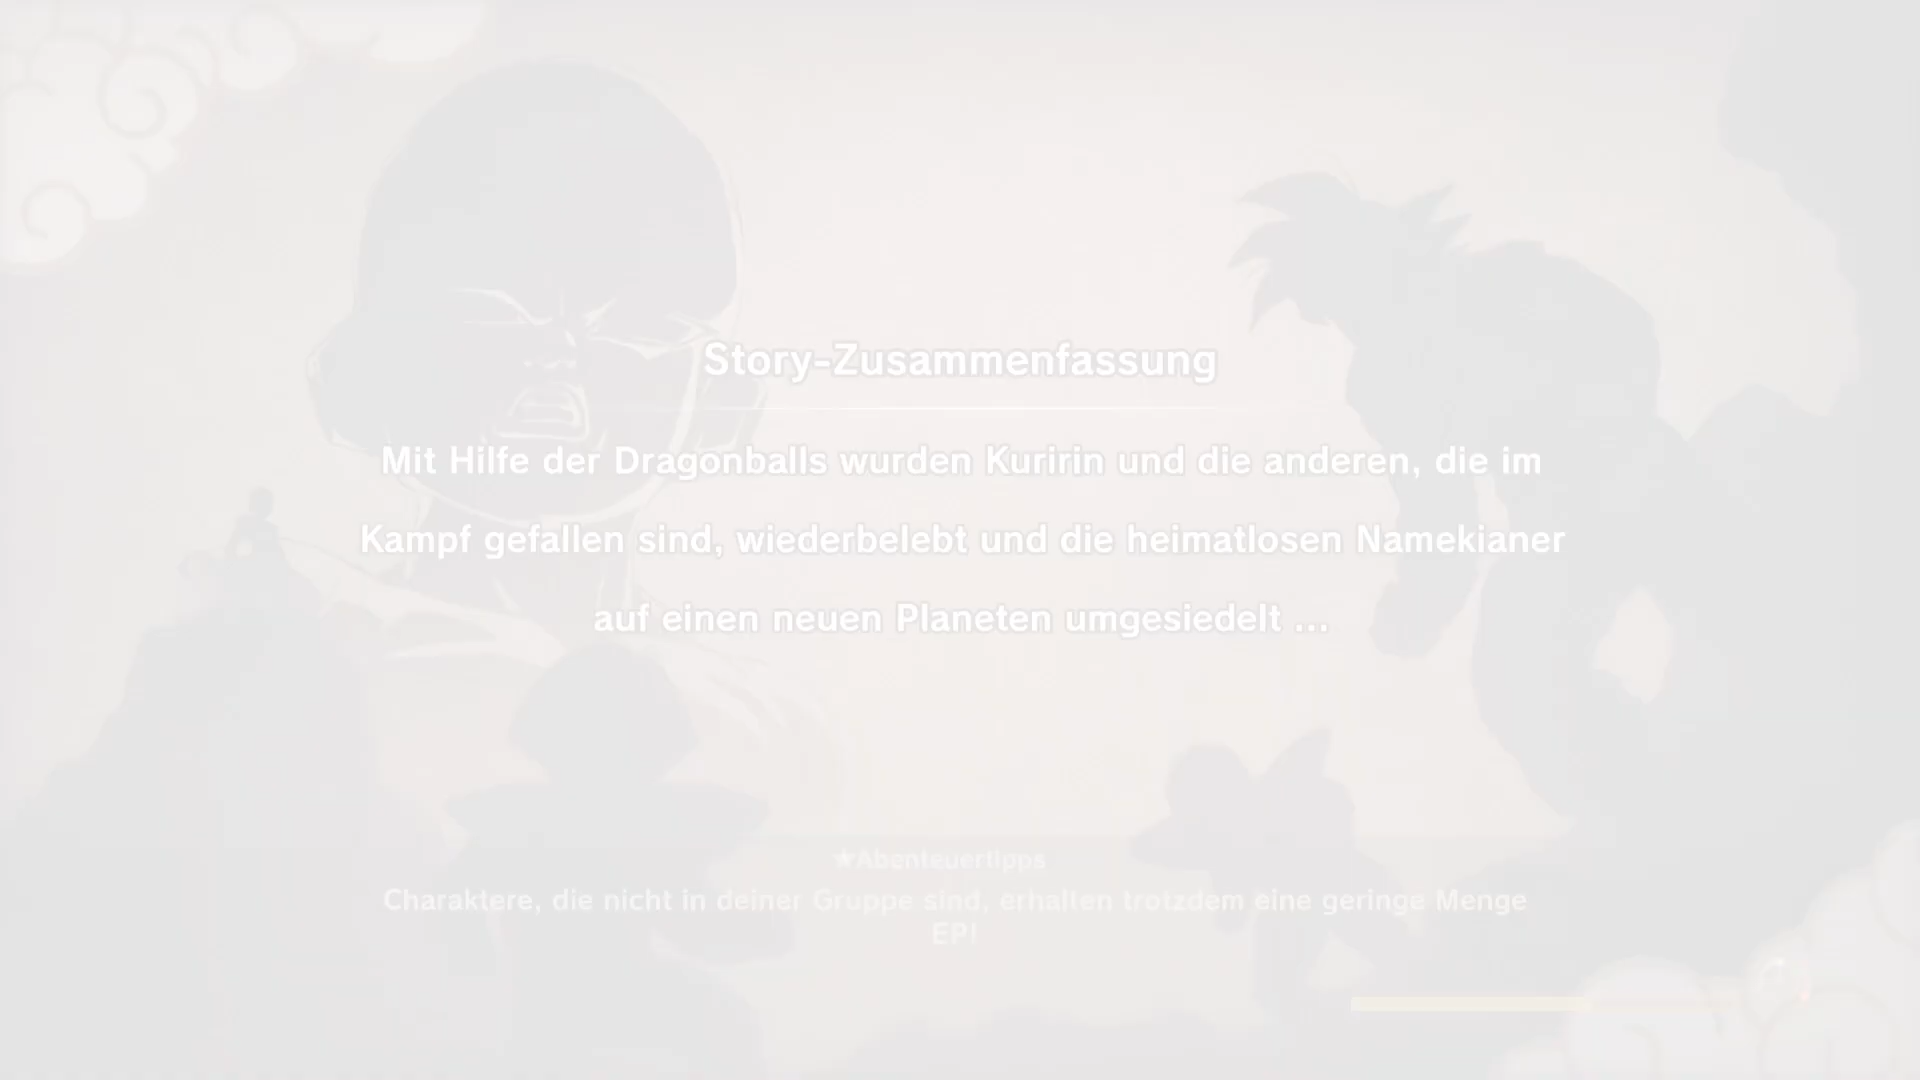 Story-Zusammenfassung
Mit Hilfe der Dragonballs wurden Kuririn und die anderen, die im
Kampf gefallen sind, wiederbelebt und die heimatlosen Namekianer
auf einen neuen Planeten umgesiedelt ...
★Abenteuertipps
Charaktere, die nicht in deiner Gruppe sind, erhalten trotzdem eine geringe Menge
EP!